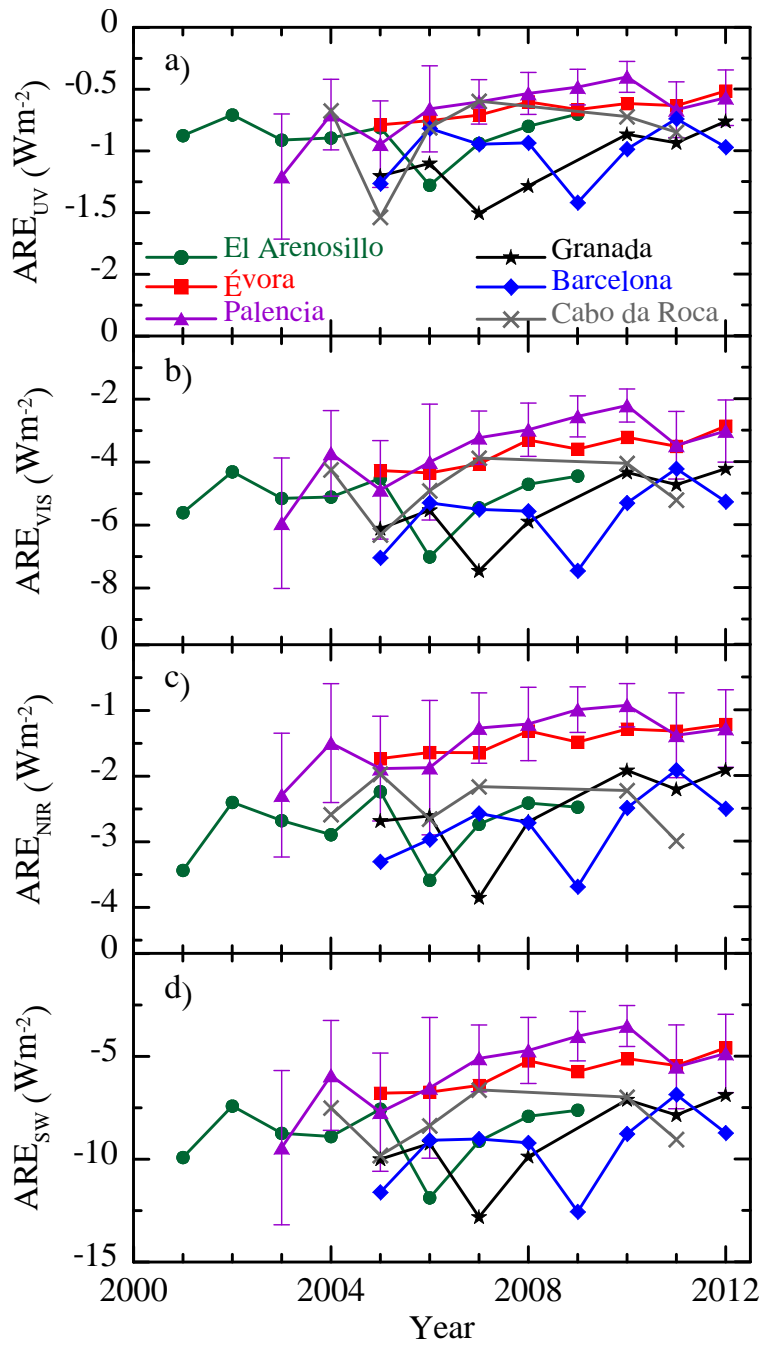 0
a)
-0.5
-1
-1.5
-2
ARE_UV (Wm^-2)
El Arenosillo
Évora
Palencia
Granada
Barcelona
Cabo da Roca
0
b)
-2
-4
-6
-8
ARE_VIS (Wm^-2)
0
c)
-1
-2
-3
-4
ARE_NIR (Wm^-2)
0
d)
-5
-10
-15
ARE_SW (Wm^-2)
2000 2004 2008 2012
Year